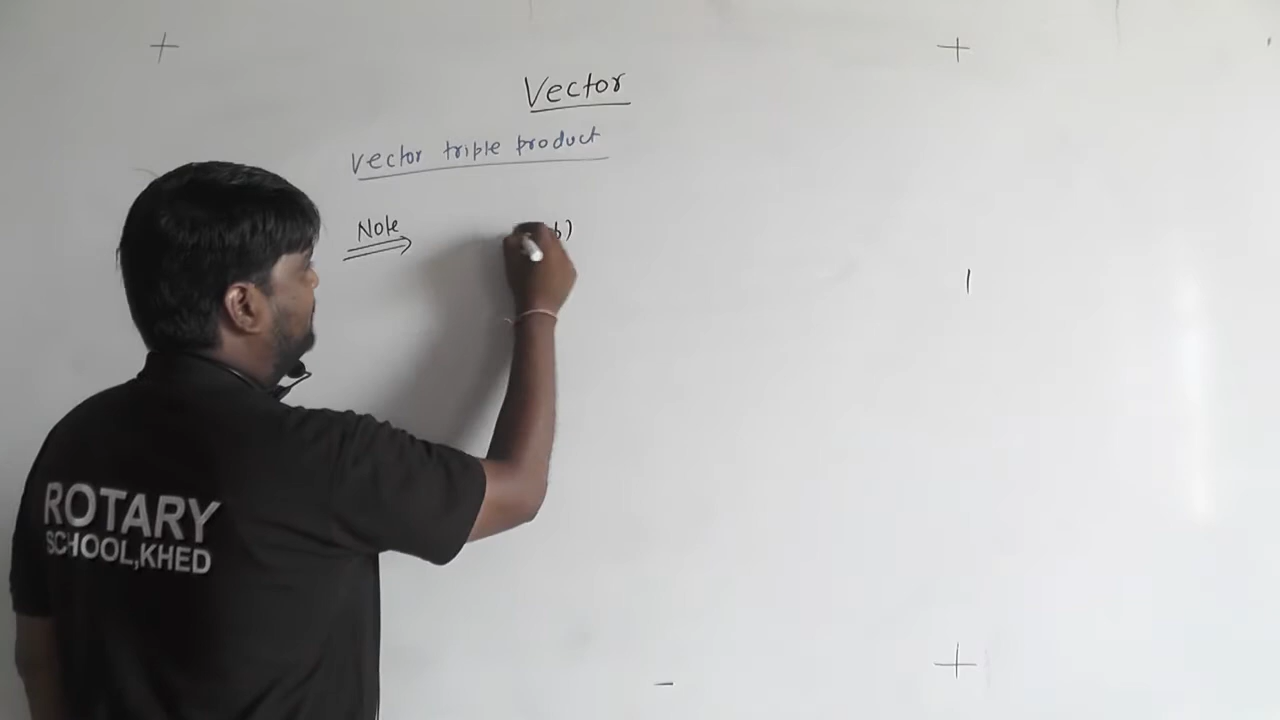 Vector
Vector triple product
Note
b)
ROTARY
SCHOOL,KHED